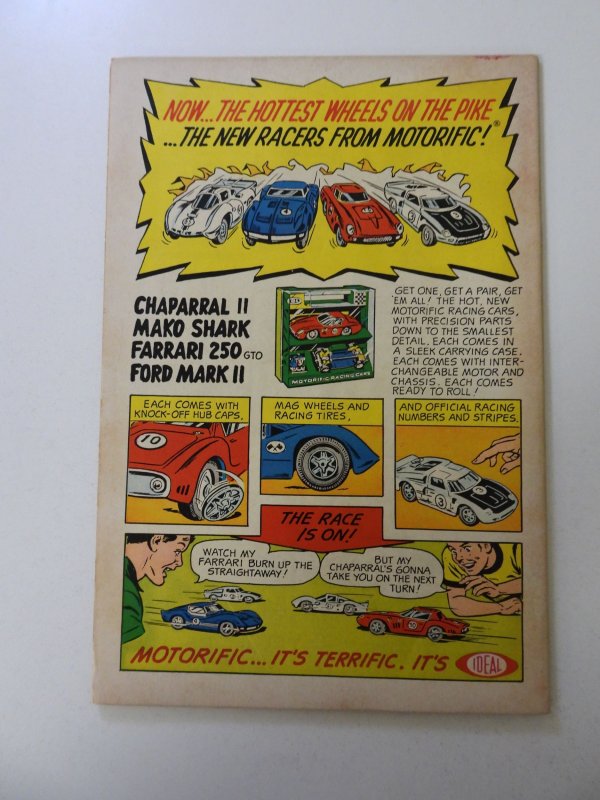 NOW... THE HOTTEST WHEELS ON THE PIKE
...THE NEW RACERS FROM MOTORIFIC!®
CHAPARRAL II
MAKO SHARK
FARRARI 250 GTO
FORD MARK II
MOTORIFIC RACING CARS
GET ONE, GET A PAIR, GET
'EM ALL! THE HOT, NEW
MOTORIFIC RACING CARS,
WITH PRECISION PARTS
DOWN TO THE SMALLEST
DETAIL. EACH COMES IN
A SLEEK CARRYING CASE.
EACH COMES WITH INTER-
CHANGEABLE MOTOR AND
CHASSIS. EACH COMES
READY TO ROLL!
EACH COMES WITH
KNOCK-OFF HUB CAPS,
10
MAG WHEELS AND
RACING TIRES,
AND OFFICIAL RACING
NUMBERS AND STRIPES.
3
THE RACE
IS ON!
WATCH MY
FARRARI BURN UP THE
STRAIGHTAWAY!
BUT MY
CHAPARRAL'S GONNA
TAKE YOU ON THE NEXT
TURN!
MOTORIFIC... IT'S TERRIFIC. IT'S IDEAL